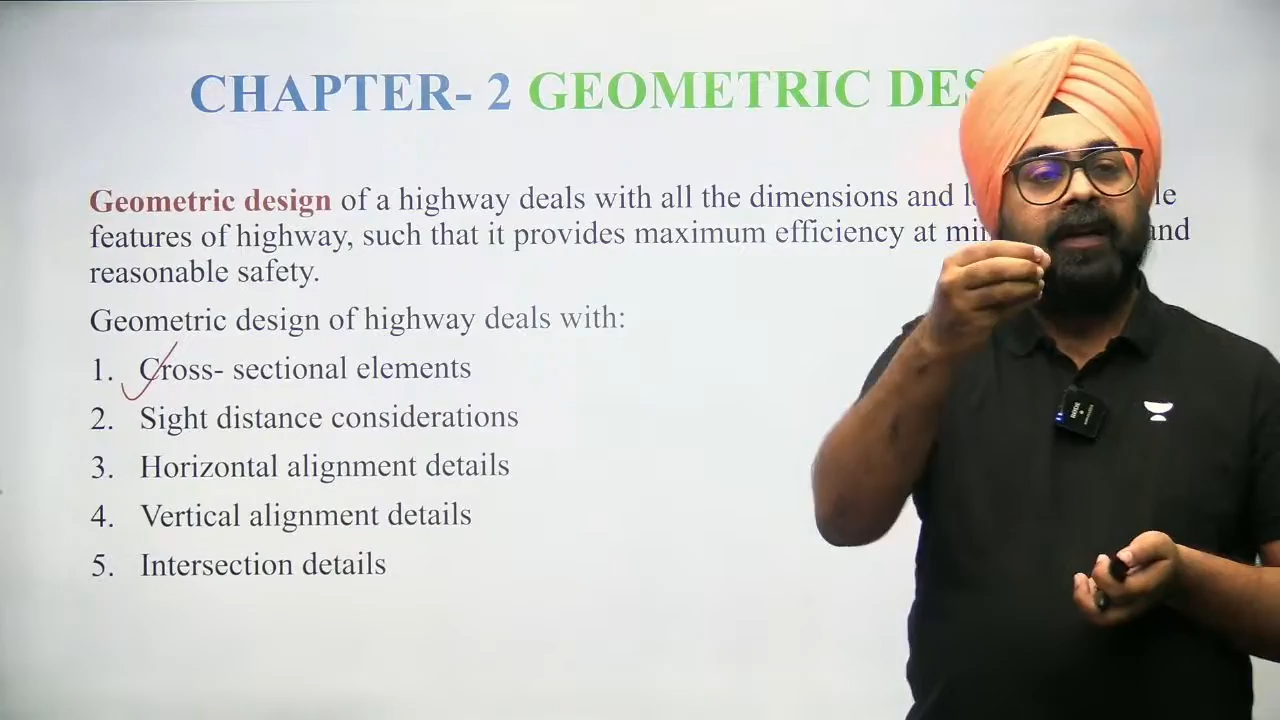 CHAPTER- 2 GEOMETRIC
Geometric design of a highway deals with all the dimensions and
features of highway, such that it provides maximum efficiency at and
reasonable safety.
Geometric design of highway deals with:
1. Cross- sectional elements
2. Sight distance considerations
3. Horizontal alignment details
4. Vertical alignment details
5. Intersection details